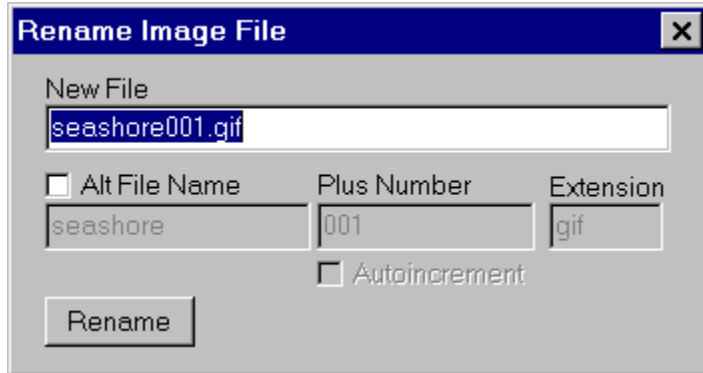 Rename Image File
New File
seashore001.gif
Alt File Name Plus Number Extension
seashore 001 gif
Autoincrement
Rename